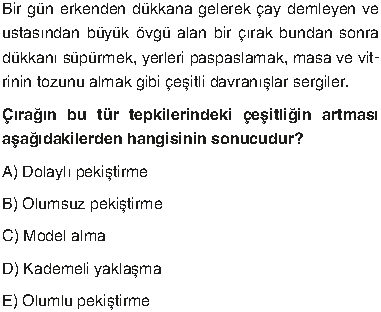 Bir gün erkenden dükkana gelerek çay demleyen ve
ustasından büyük övgü alan bir çırak bundan sonra
dükkanı süpürmek, yerleri paspaslamak, masa ve vit-
rinin tozunu almak gibi çeşitli davranışlar sergiler.
Çırağın bu tür tepkilerindeki çeşitliğin artması
aşağıdakilerden hangisinin sonucudur?
A) Dolaylı pekiştirme
B) Olumsuz pekiştirme
C) Model alma
D) Kademeli yaklaşma
E) Olumlu pekiştirme